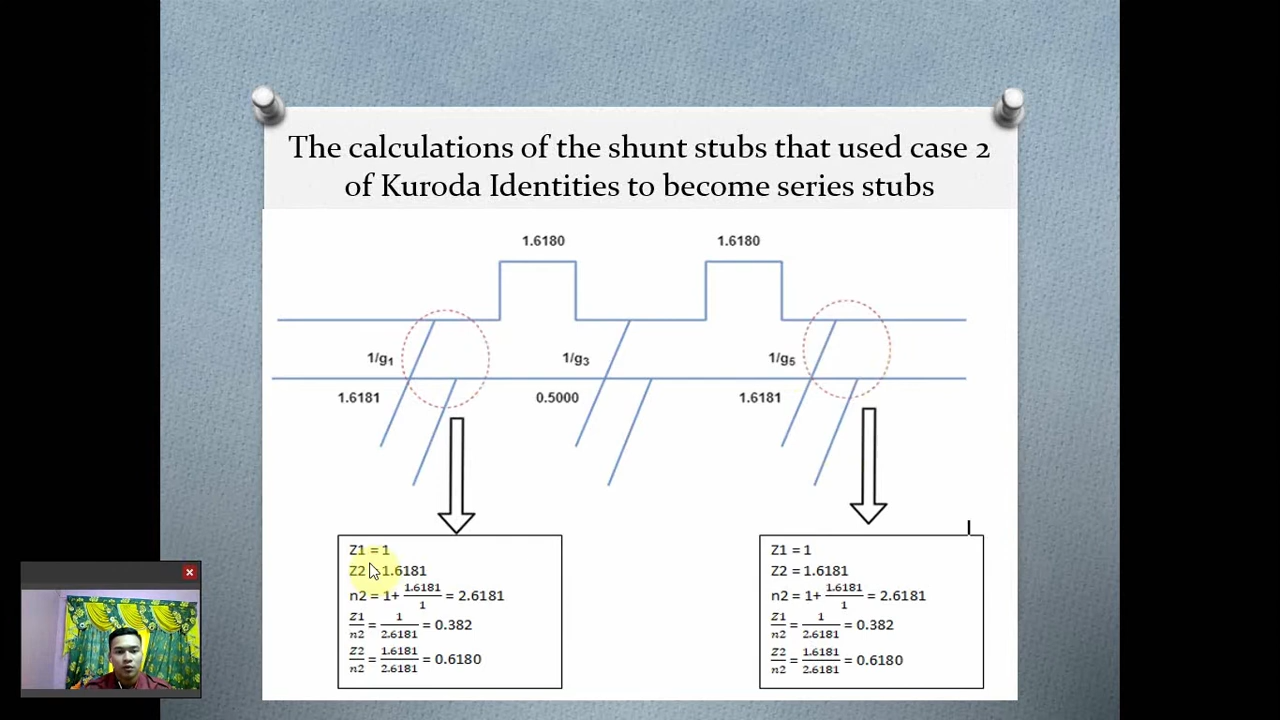 The calculations of the shunt stubs that used case 2
of Kuroda Identities to become series stubs
1.6180 1.6180
1/g₁ 1/g₃ 1/g₅
1.6181 0.5000 1.6181
Z1 = 1
Z2 = 1.6181
n2 = 1+ 1.6181/1 = 2.6181
Z1/n2 = 1/2.6181 = 0.382
Z2/n2 = 1.6181/2.6181 = 0.6180
Z1 = 1
Z2 = 1.6181
n2 = 1+ 1.6181/1 = 2.6181
Z1/n2 = 1/2.6181 = 0.382
Z2/n2 = 1.6181/2.6181 = 0.6180